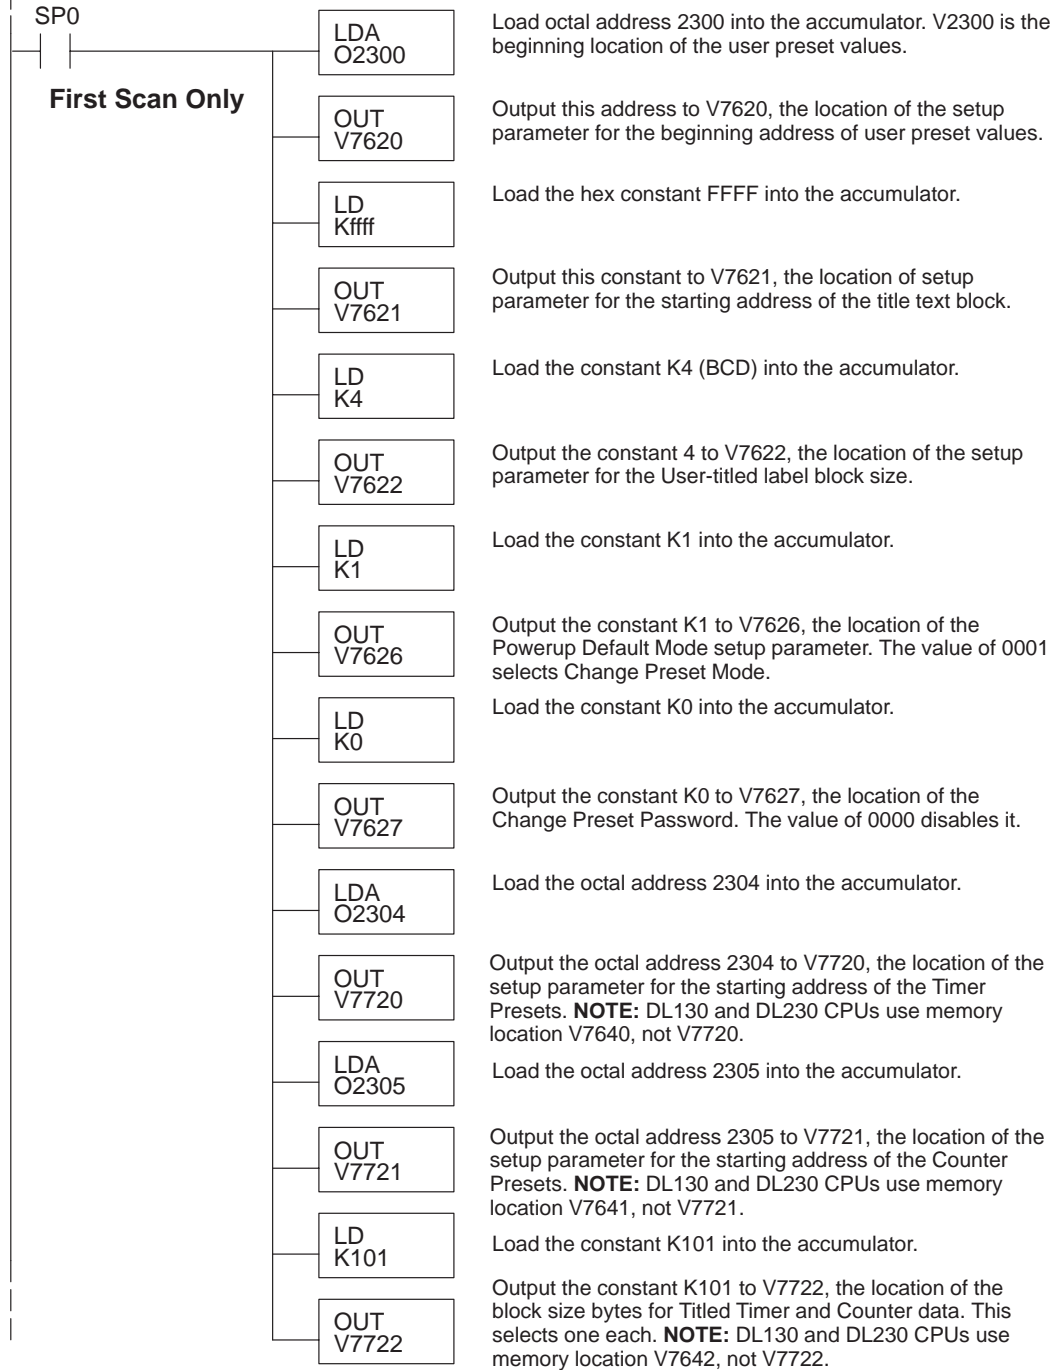 SP0
First Scan Only
LDA
O2300
Load octal address 2300 into the accumulator. V2300 is the
beginning location of the user preset values.
OUT
V7620
Output this address to V7620, the location of the setup
parameter for the beginning address of user preset values.
LD
Kffff
Load the hex constant FFFF into the accumulator.
OUT
V7621
Output this constant to V7621, the location of setup
parameter for the starting address of the title text block.
LD
K4
Load the constant K4 (BCD) into the accumulator.
OUT
V7622
Output the constant 4 to V7622, the location of the setup
parameter for the User-titled label block size.
LD
K1
Load the constant K1 into the accumulator.
OUT
V7626
Output the constant K1 to V7626, the location of the
Powerup Default Mode setup parameter. The value of 0001
selects Change Preset Mode.
LD
K0
Load the constant K0 into the accumulator.
OUT
V7627
Output the constant K0 to V7627, the location of the
Change Preset Password. The value of 0000 disables it.
LDA
O2304
Load the octal address 2304 into the accumulator.
OUT
V7720
Output the octal address 2304 to V7720, the location of the
setup parameter for the starting address of the Timer
Presets. NOTE: DL130 and DL230 CPUs use memory
location V7640, not V7720.
LDA
O2305
Load the octal address 2305 into the accumulator.
OUT
V7721
Output the octal address 2305 to V7721, the location of the
setup parameter for the starting address of the Counter
Presets. NOTE: DL130 and DL230 CPUs use memory
location V7641, not V7721.
LD
K101
Load the constant K101 into the accumulator.
OUT
V7722
Output the constant K101 to V7722, the location of the
block size bytes for Titled Timer and Counter data. This
selects one each. NOTE: DL130 and DL230 CPUs use
memory location V7642, not V7722.